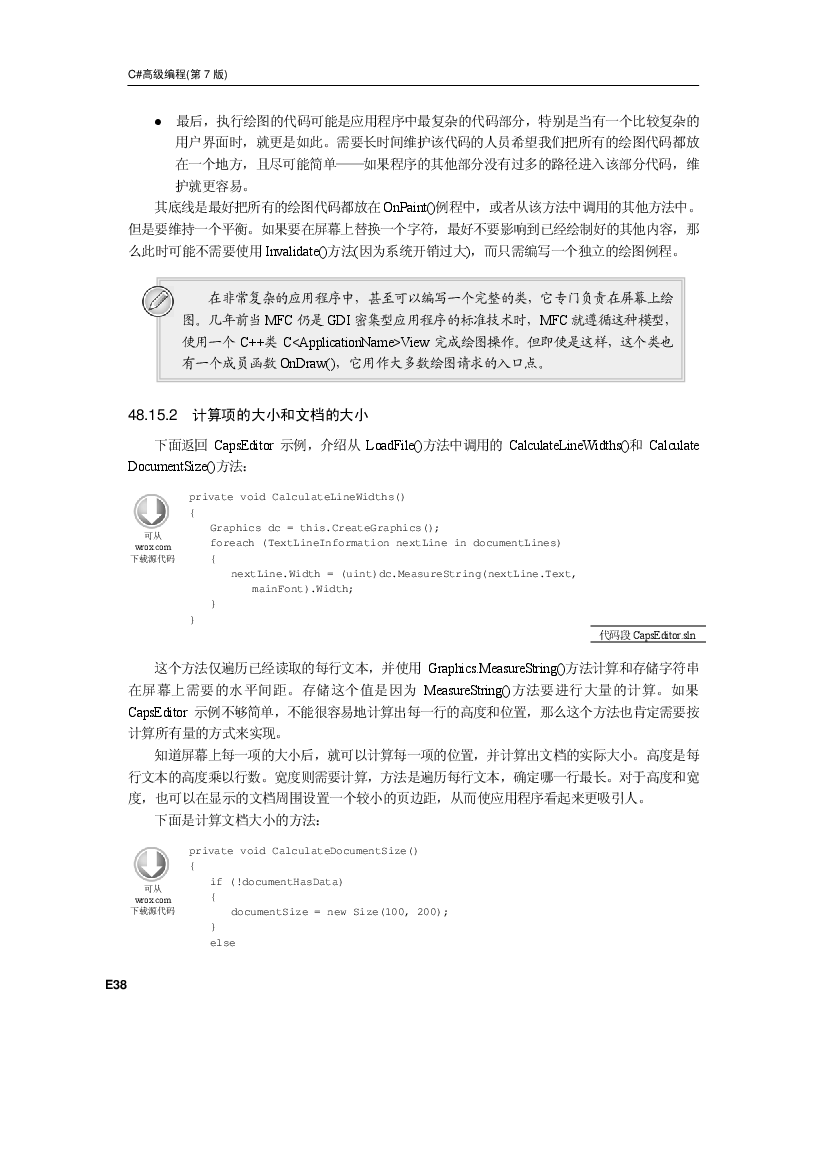 C#高级编程(第 7 版)
● 最后，执行绘图的代码可能是应用程序中最复杂的代码部分，特别是当有一个比较复杂的
用户界面时，就更是如此。需要长时间维护该代码的人员希望我们把所有的绘图代码都放
在一个地方，且尽可能简单——如果程序的其他部分没有过多的路径进入该部分代码，维
护就更容易。
其底线是最好把所有的绘图代码都放在 OnPaint()例程中，或者从该方法中调用的其他方法中。
但是要维持一个平衡。如果要在屏幕上替换一个字符，最好不要影响到已经绘制好的其他内容，那
么此时可能不需要使用 Invalidate()方法(因为系统开销过大)，而只需编写一个独立的绘图例程。
在非常复杂的应用程序中，甚至可以编写一个完整的类，它专门负责在屏幕上绘
图。几年前当 MFC 仍是 GDI 密集型应用程序的标准技术时，MFC 就遵循这种模型，
使用一个 C++类 C<ApplicationName>View 完成绘图操作。但即使是这样，这个类也
有一个成员函数 OnDraw()，它用作大多数绘图请求的入口点。
48.15.2 计算项的大小和文档的大小
下面返回 CapsEditor 示例，介绍从 LoadFile()方法中调用的 CalculateLineWidths()和 Calculate
DocumentSize()方法：
private void CalculateLineWidths()
{
Graphics dc = this.CreateGraphics();
foreach (TextLineInformation nextLine in documentLines)
{
nextLine.Width = (uint)dc.MeasureString(nextLine.Text,
mainFont).Width;
}
}
可从
wrox.com
下载源代码
代码段 CapsEditor.sln
这个方法仅遍历已经读取的每行文本，并使用 Graphics.MeasureString()方法计算和存储字符串
在屏幕上需要的水平间距。存储这个值是因为 MeasureString()方法要进行大量的计算。如果
CapsEditor 示例不够简单，不能很容易地计算出每一行的高度和位置，那么这个方法也肯定需要按
计算所有量的方式来实现。
知道屏幕上每一项的大小后，就可以计算每一项的位置，并计算出文档的实际大小。高度是每
行文本的高度乘以行数。宽度则需要计算，方法是遍历每行文本，确定哪一行最长。对于高度和宽
度，也可以在显示的文档周围设置一个较小的页边距，从而使应用程序看起来更吸引人。
下面是计算文档大小的方法：
private void CalculateDocumentSize()
{
if (!documentHasData)
{
documentSize = new Size(100, 200);
}
else
可从
wrox.com
下载源代码
E38